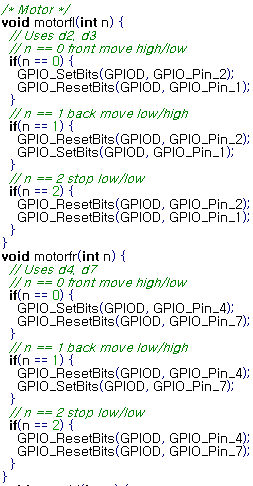 /* Motor */
void motorfl(int n) {
// Uses d2, d3
// n == 0 front move high/low
if(n == 0) {
GPIO_SetBits(GPIOD, GPIO_Pin_2);
GPIO_ResetBits(GPIOD, GPIO_Pin_1);
}
// n == 1 back move low/high
if(n == 1) {
GPIO_ResetBits(GPIOD, GPIO_Pin_2);
GPIO_SetBits(GPIOD, GPIO_Pin_1);
}
// n == 2 stop low/low
if(n == 2) {
GPIO_ResetBits(GPIOD, GPIO_Pin_2);
GPIO_ResetBits(GPIOD, GPIO_Pin_1);
}
}
void motorfr(int n) {
// Uses d4, d7
// n == 0 front move high/low
if(n == 0) {
GPIO_SetBits(GPIOD, GPIO_Pin_4);
GPIO_ResetBits(GPIOD, GPIO_Pin_7);
}
// n == 1 back move low/high
if(n == 1) {
GPIO_ResetBits(GPIOD, GPIO_Pin_4);
GPIO_SetBits(GPIOD, GPIO_Pin_7);
}
// n == 2 stop low/low
if(n == 2) {
GPIO_ResetBits(GPIOD, GPIO_Pin_4);
GPIO_ResetBits(GPIOD, GPIO_Pin_7);
}
}